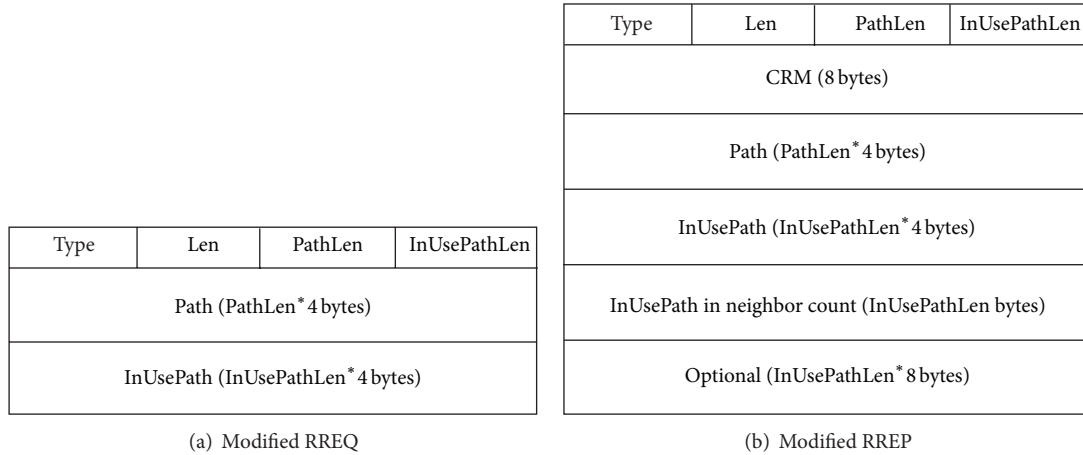 Type Len PathLen InUsePathLen
Path (PathLen* 4 bytes)
InUsePath (InUsePathLen* 4 bytes)
(a) Modified RREQ
Type Len PathLen InUsePathLen
CRM (8 bytes)
Path (PathLen* 4 bytes)
InUsePath (InUsePathLen* 4 bytes)
InUsePath in neighbor count (InUsePathLen bytes)
Optional (InUsePathLen* 8 bytes)
(b) Modified RREP